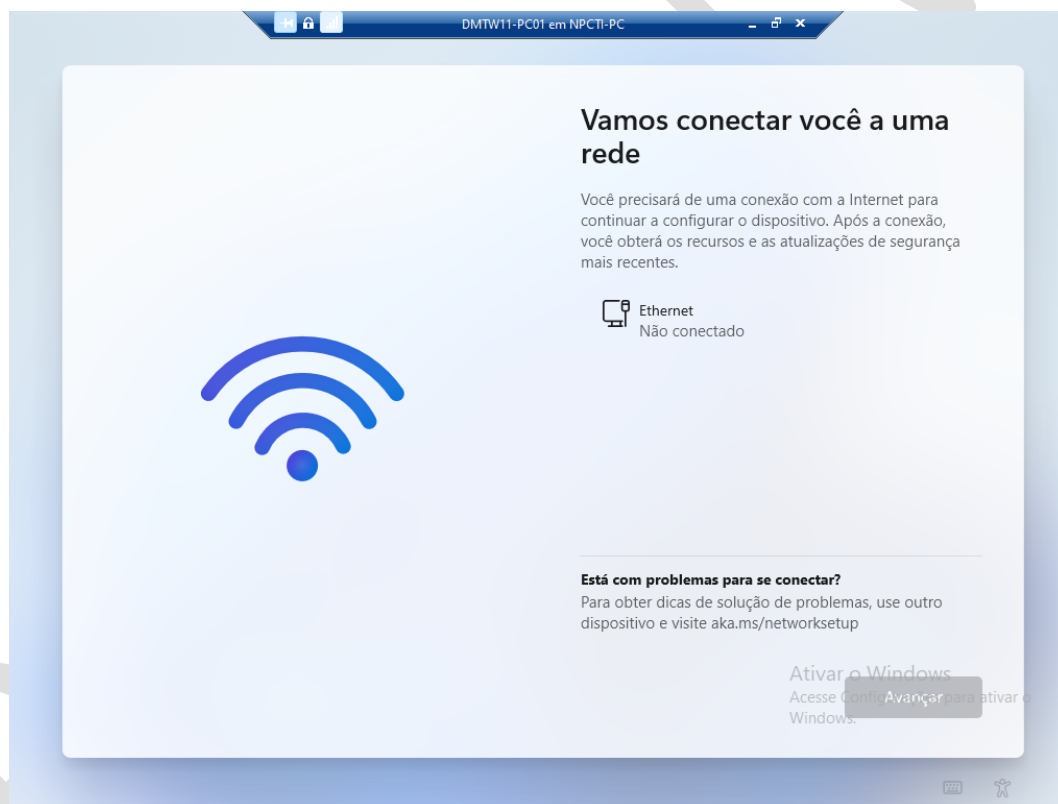 DMTW11-PC01 em NPCTI-PC
Vamos conectar você a uma
rede
Você precisará de uma conexão com a Internet para
continuar a configurar o dispositivo. Após a conexão,
você obterá os recursos e as atualizações de segurança
mais recentes.
Ethernet
Não conectado
Está com problemas para se conectar?
Para obter dicas de solução de problemas, use outro
dispositivo e visite aka.ms/networksetup
Ativar o Windows
Acesse Configurações para ativar o
Windows.
Avançar